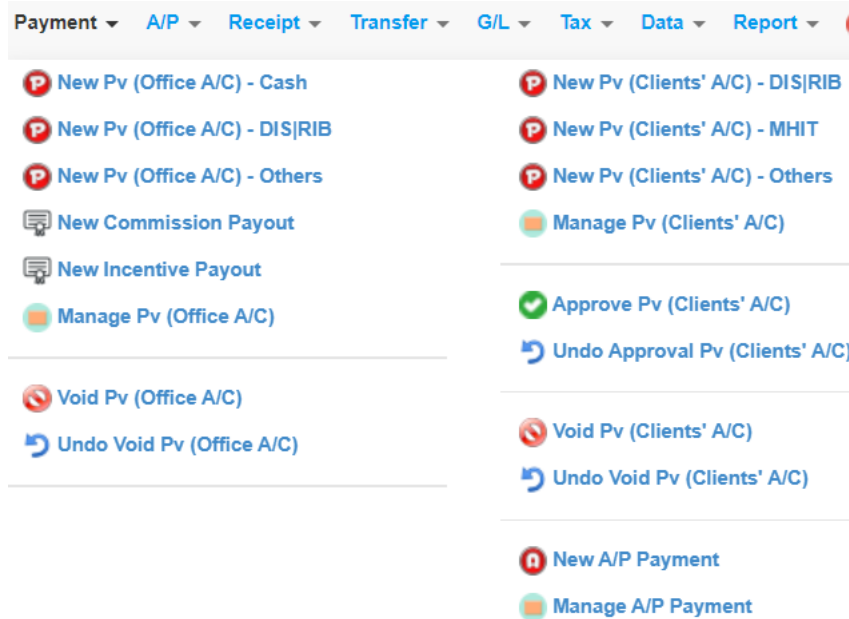 Payment A/P Receipt Transfer G/L Tax Data Report
New Pv (Office A/C) - Cash
New Pv (Office A/C) - DIS|RIB
New Pv (Office A/C) - Others
New Commission Payout
New Incentive Payout
Manage Pv (Office A/C)
Void Pv (Office A/C)
Undo Void Pv (Office A/C)
New Pv (Clients' A/C) - DIS|RIB
New Pv (Clients' A/C) - MHIT
New Pv (Clients' A/C) - Others
Manage Pv (Clients' A/C)
Approve Pv (Clients' A/C)
Undo Approval Pv (Clients' A/C)
Void Pv (Clients' A/C)
Undo Void Pv (Clients' A/C)
New A/P Payment
Manage A/P Payment